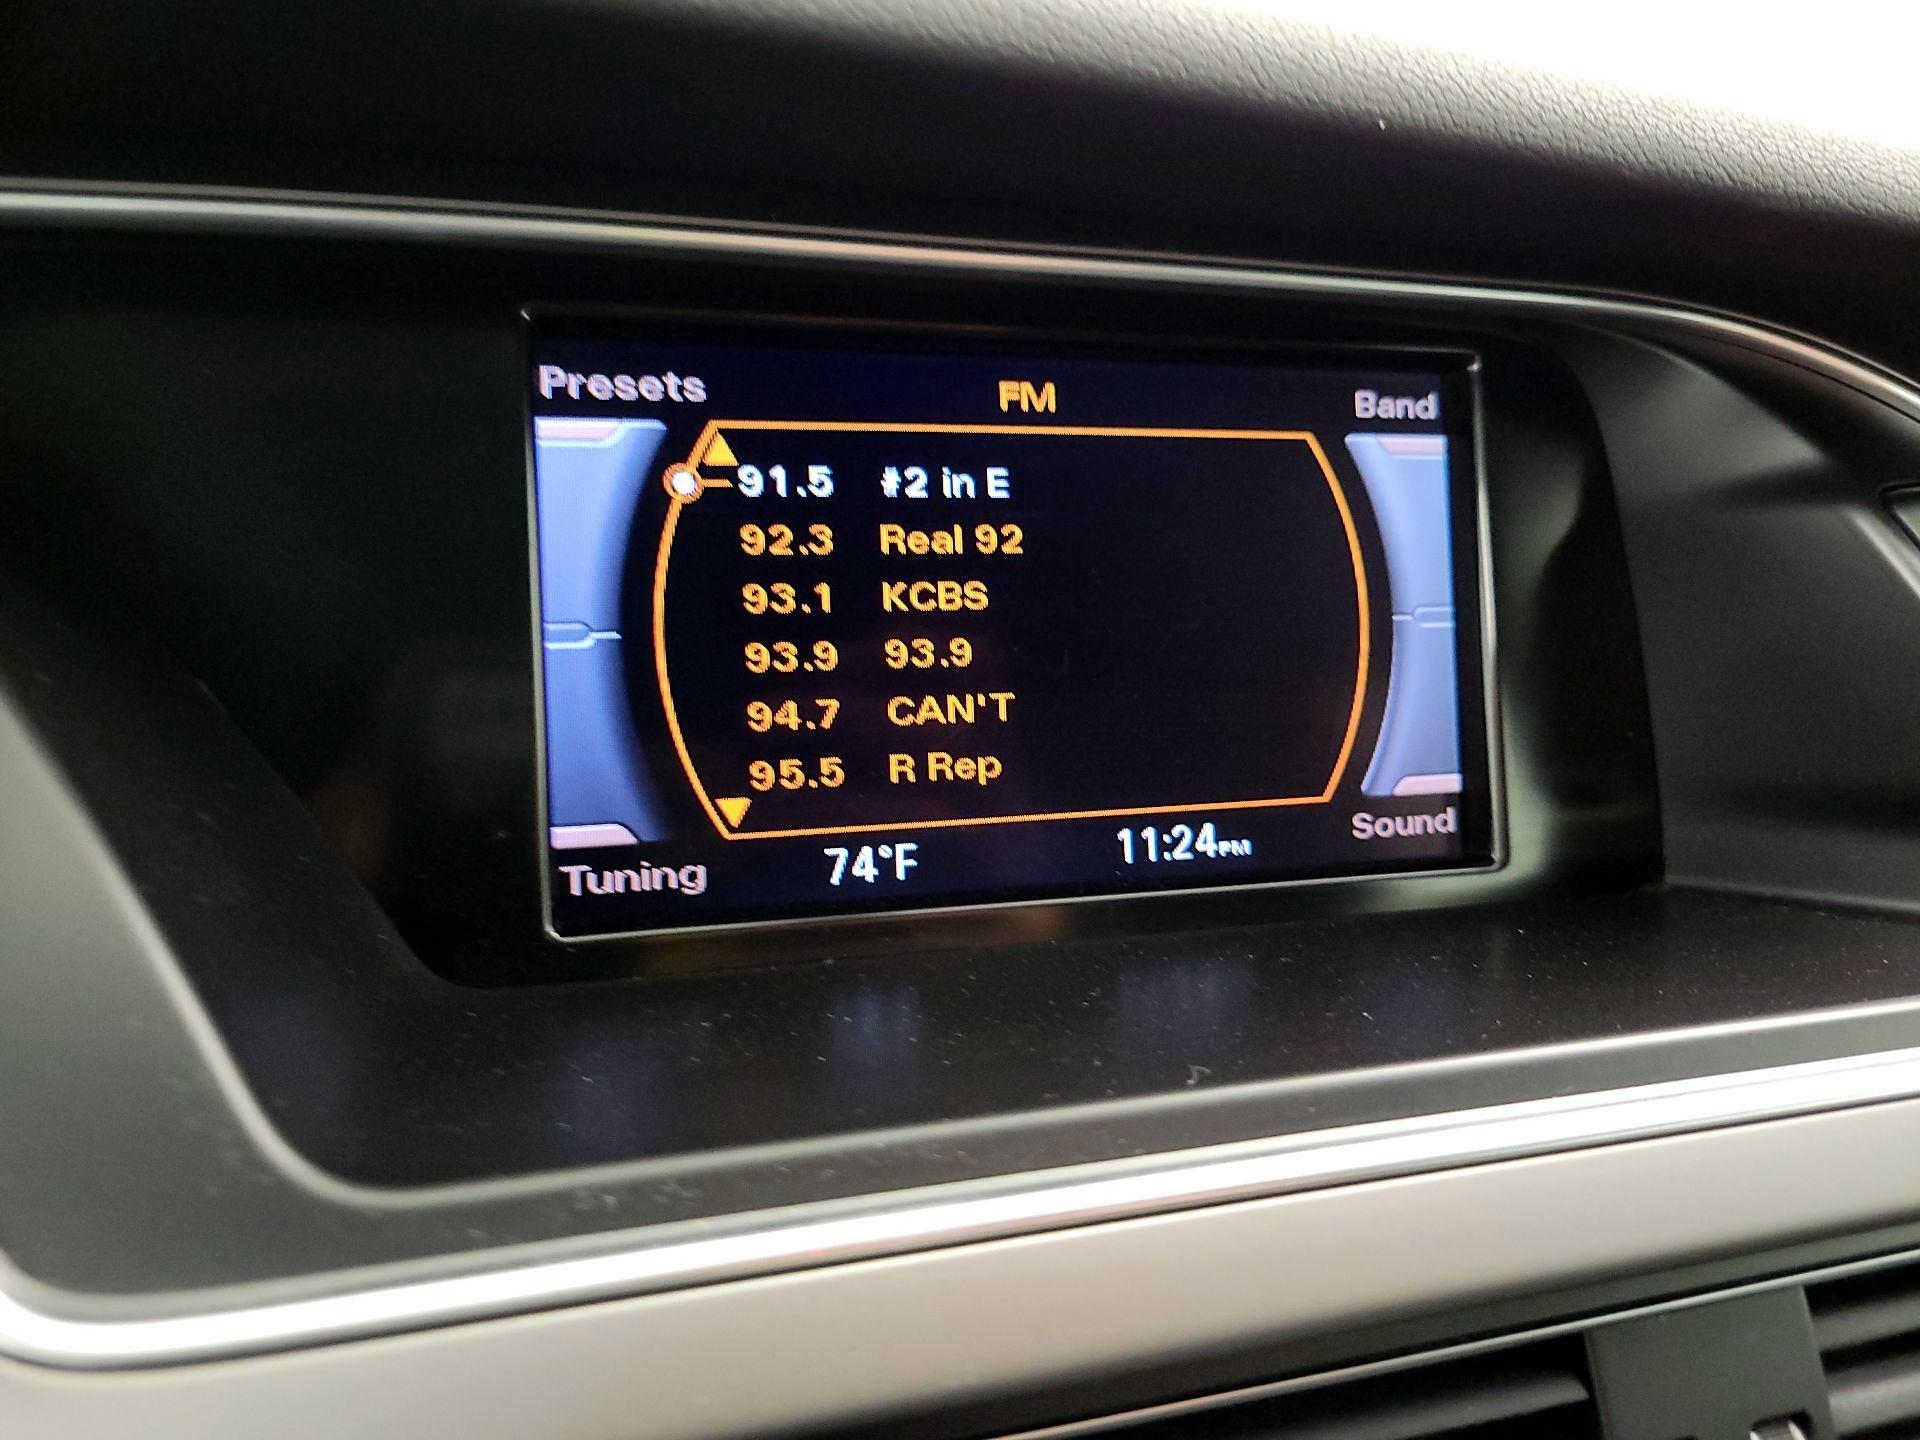 Presets FM Band
91.5 #2 in E
92.3 Real 92
93.1 KCBS
93.9 93.9
94.7 CAN'T
95.5 R Rep
Tuning 74°F 11:24PM Sound